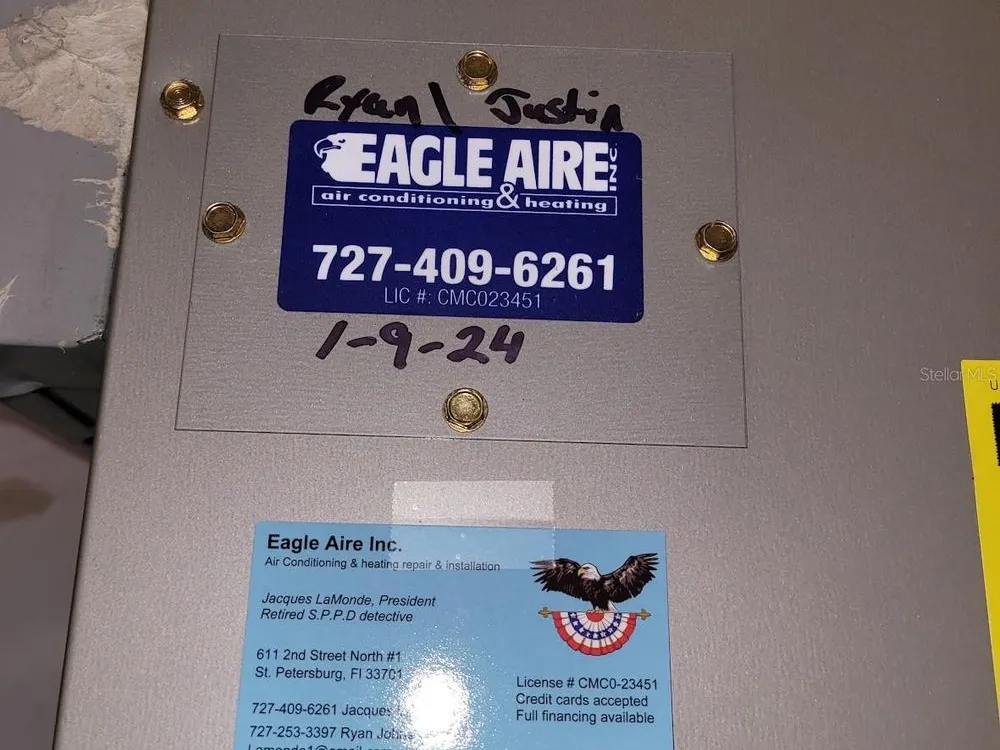 Ryan \ Justin
EAGLE AIRE INC.
air conditioning & heating
727-409-6261
LIC #: CMC023451
1-9-24
Stellar MLS
Eagle Aire Inc.
Air Conditioning & heating repair & installation
Jacques LaMonde, President
Retired S.P.P.D detective
611 2nd Street North #1
St. Petersburg, Fl 33701
727-409-6261 Jacques
727-253-3397 Ryan
License # CMC0-23451
Credit cards accepted
Full financing available